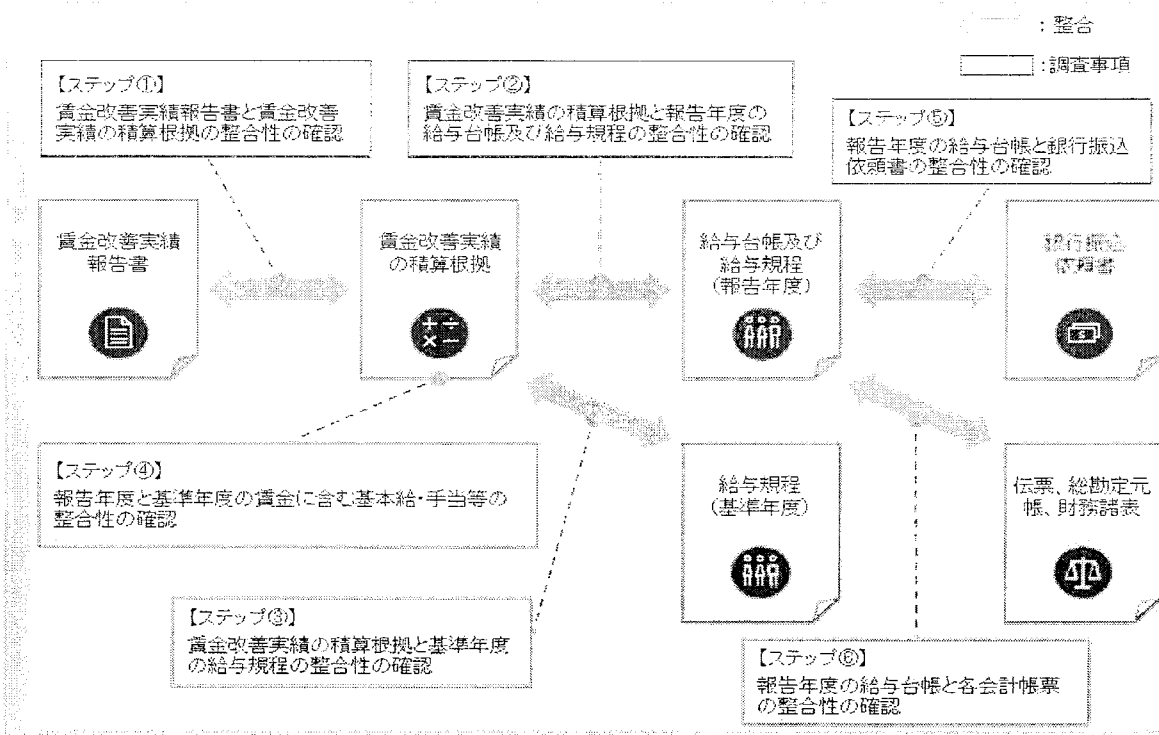 ：整合
：調査事項
【ステップ①】
賃金改善実績報告書と賃金改善
実績の積算根拠の整合性の確認
【ステップ②】
賃金改善実績の積算根拠と報告年度の
給与台帳及び給与規程の整合性の確認
【ステップ⑤】
報告年度の給与台帳と銀行振込
依頼書の整合性の確認
賃金改善実績
報告書
賃金改善実績
の積算根拠
給与台帳及び
給与規程
（報告年度）
銀行振込
依頼書
【ステップ④】
報告年度と基準年度の賃金に含む基本給・手当等の
整合性の確認
給与規程
（基準年度）
伝票、総勘定元
帳、財務諸表
【ステップ③】
賃金改善実績の積算根拠と基準年度
の給与規程の整合性の確認
【ステップ⑥】
報告年度の給与台帳と各会計帳票
の整合性の確認